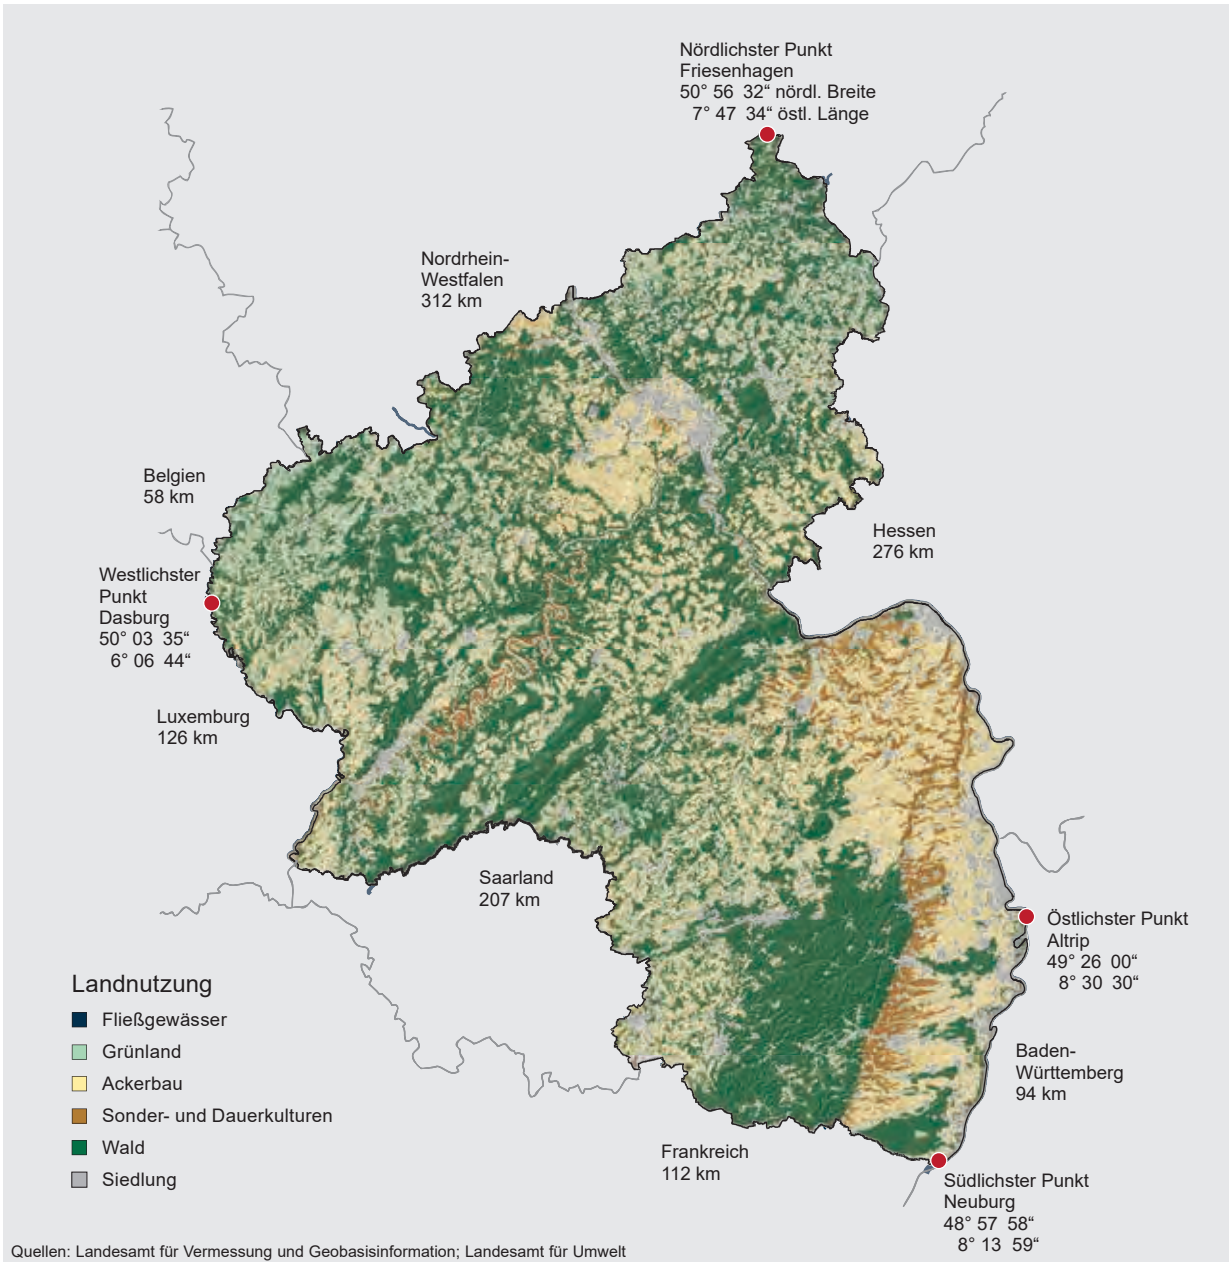 Nördlichster Punkt
Friesenhagen
50° 56 32“ nördl. Breite
7° 47 34“ östl. Länge
Nordrhein-
Westfalen
312 km
Belgien
58 km
Hessen
276 km
Westlichster
Punkt
Dasburg
50° 03 35“
6° 06 44“
Luxemburg
126 km
Saarland
207 km
Östlichster Punkt
Altrip
49° 26 00“
8° 30 30“
Baden-
Württemberg
94 km
Frankreich
112 km
Südlichster Punkt
Neuburg
48° 57 58“
8° 13 59“
Landnutzung
Fließgewässer
Grünland
Ackerbau
Sonder- und Dauerkulturen
Wald
Siedlung
Quellen: Landesamt für Vermessung und Geobasisinformation; Landesamt für Umwelt